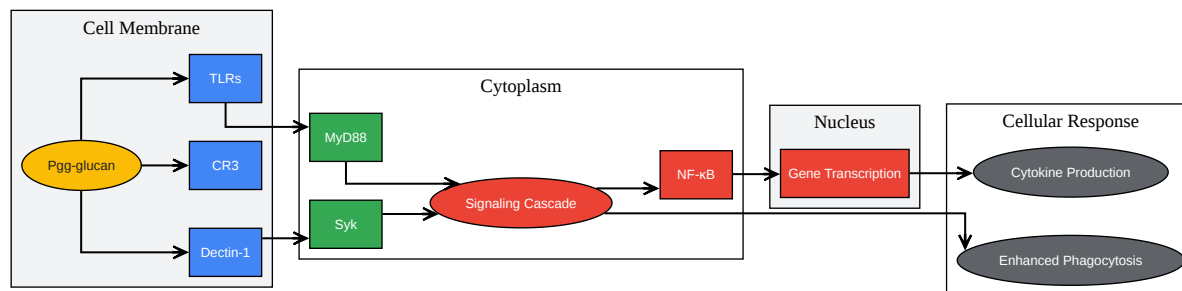 Cell Membrane
TLRs
Pgg-glucan
CR3
Dectin-1
Cytoplasm
MyD88
Syk
Signaling Cascade
NF-κB
Nucleus
Gene Transcription
Cellular Response
Cytokine Production
Enhanced Phagocytosis